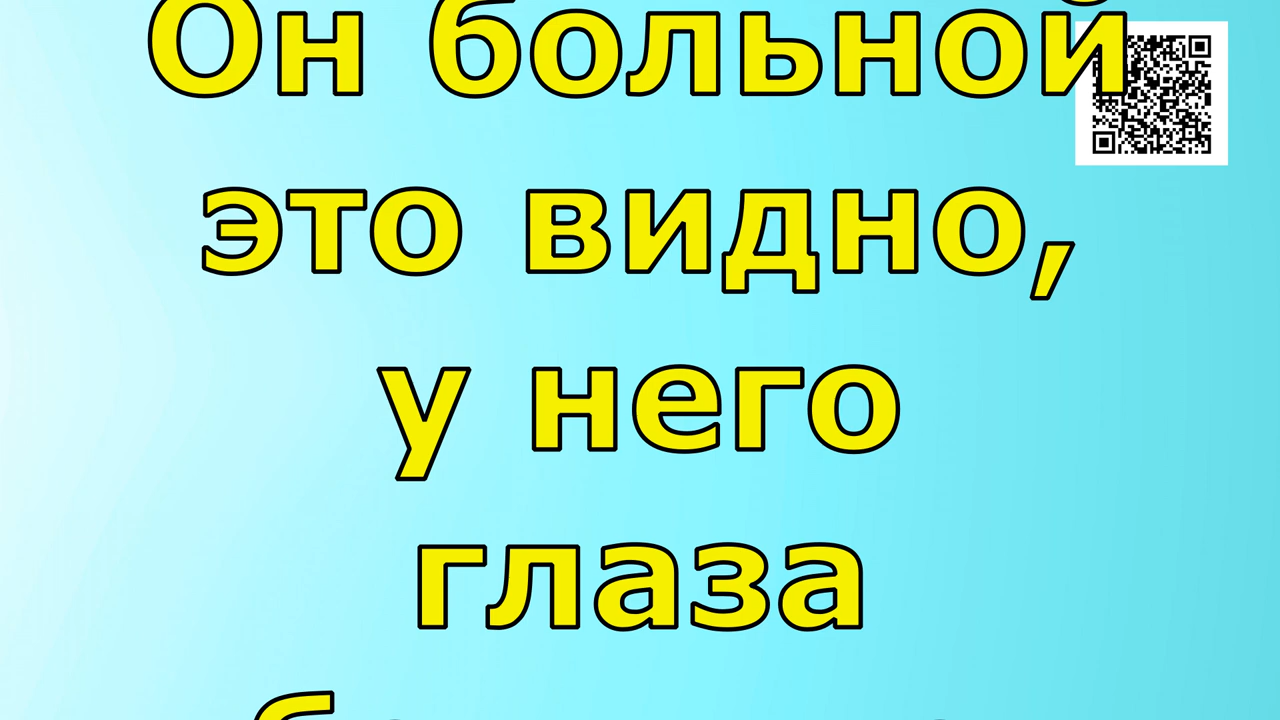 Он больной
это видно,
у него
глаза